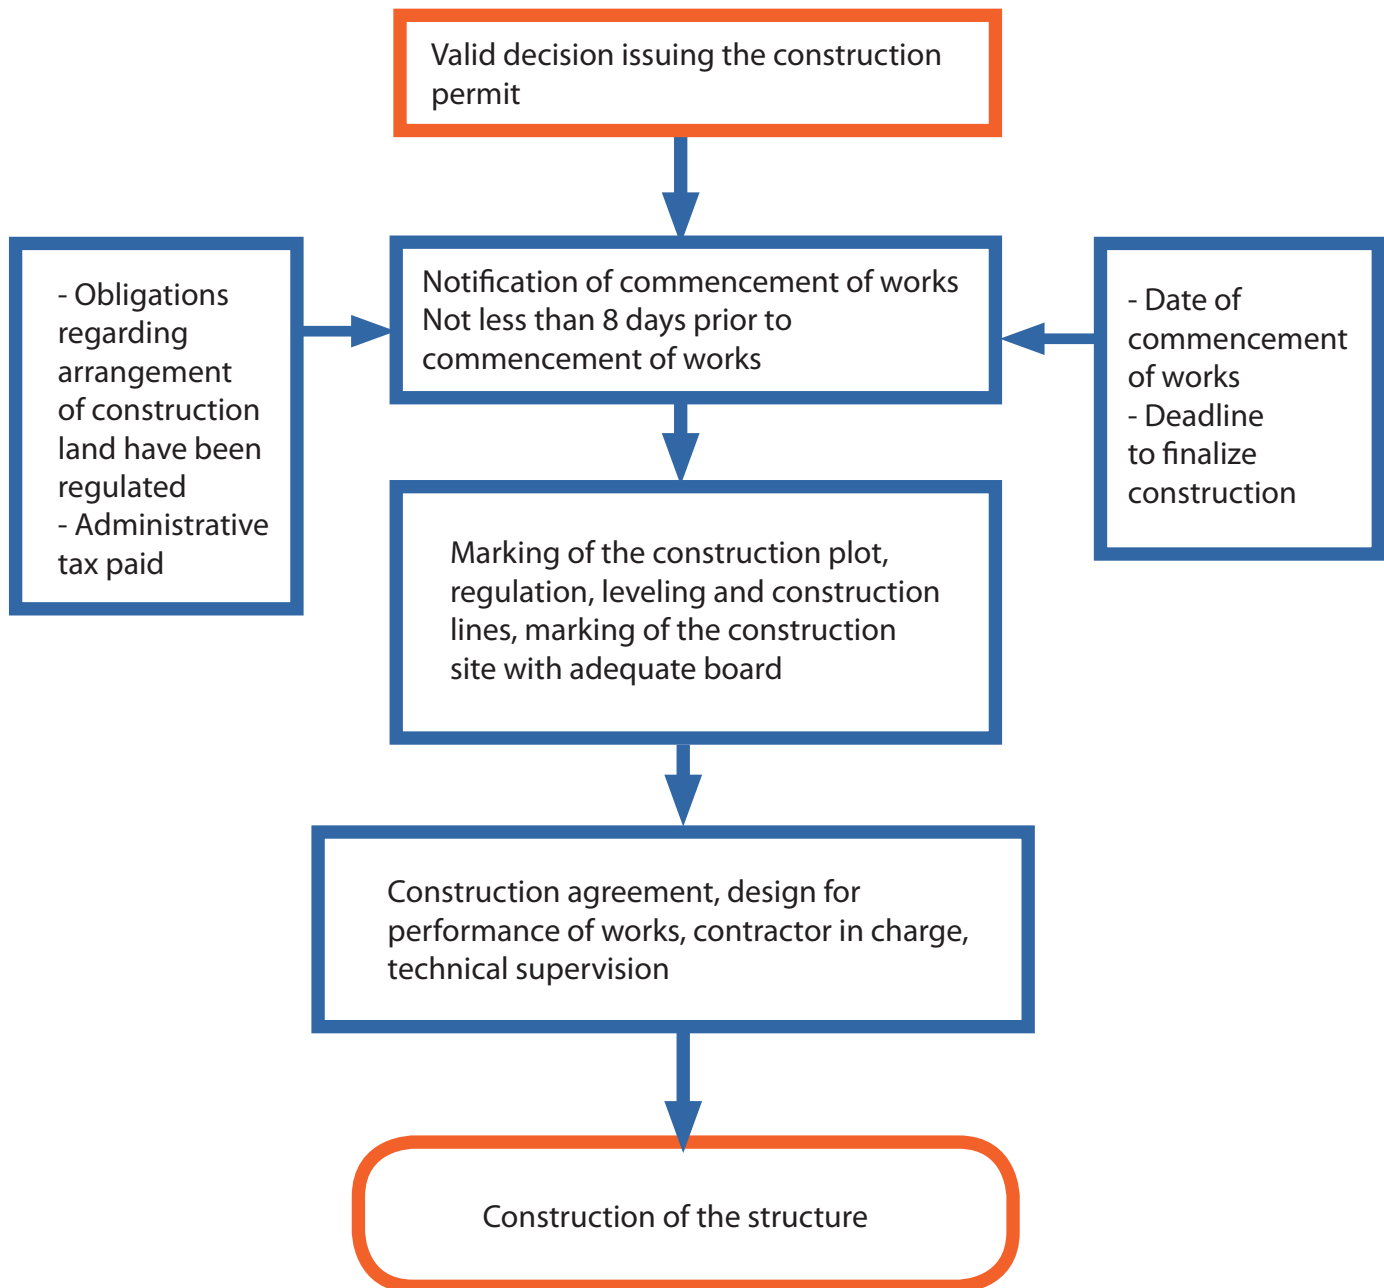 Valid decision issuing the construction
permit
Notification of commencement of works
Not less than 8 days prior to
commencement of works
- Obligations
regarding
arrangement
of construction
land have been
regulated
- Administrative
tax paid
- Date of
commencement
of works
- Deadline
to finalize
construction
Marking of the construction plot,
regulation, leveling and construction
lines, marking of the construction
site with adequate board
Construction agreement, design for
performance of works, contractor in charge,
technical supervision
Construction of the structure